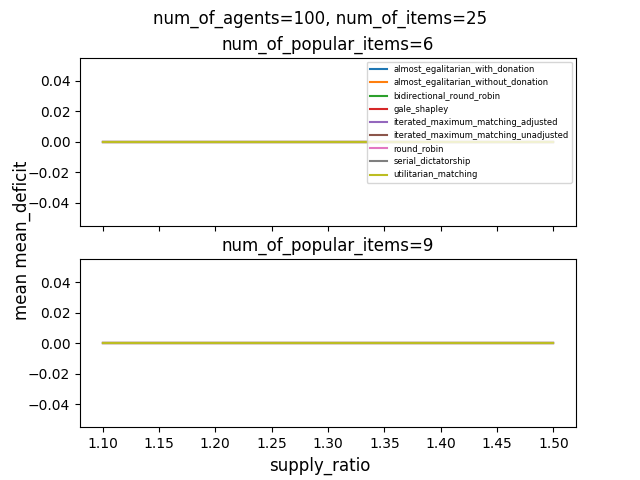 num_of_agents=100, num_of_items=25
num_of_popular_items=6
0.04
0.02
0.00
−0.02
−0.04
almost_egalitarian_with_donation
almost_egalitarian_without_donation
bidirectional_round_robin
gale_shapley
iterated_maximum_matching_adjusted
iterated_maximum_matching_unadjusted
round_robin
serial_dictatorship
utilitarian_matching
mean mean_deficit
num_of_popular_items=9
0.04
0.02
0.00
−0.02
−0.04
1.10 1.15 1.20 1.25 1.30 1.35 1.40 1.45 1.50
supply_ratio